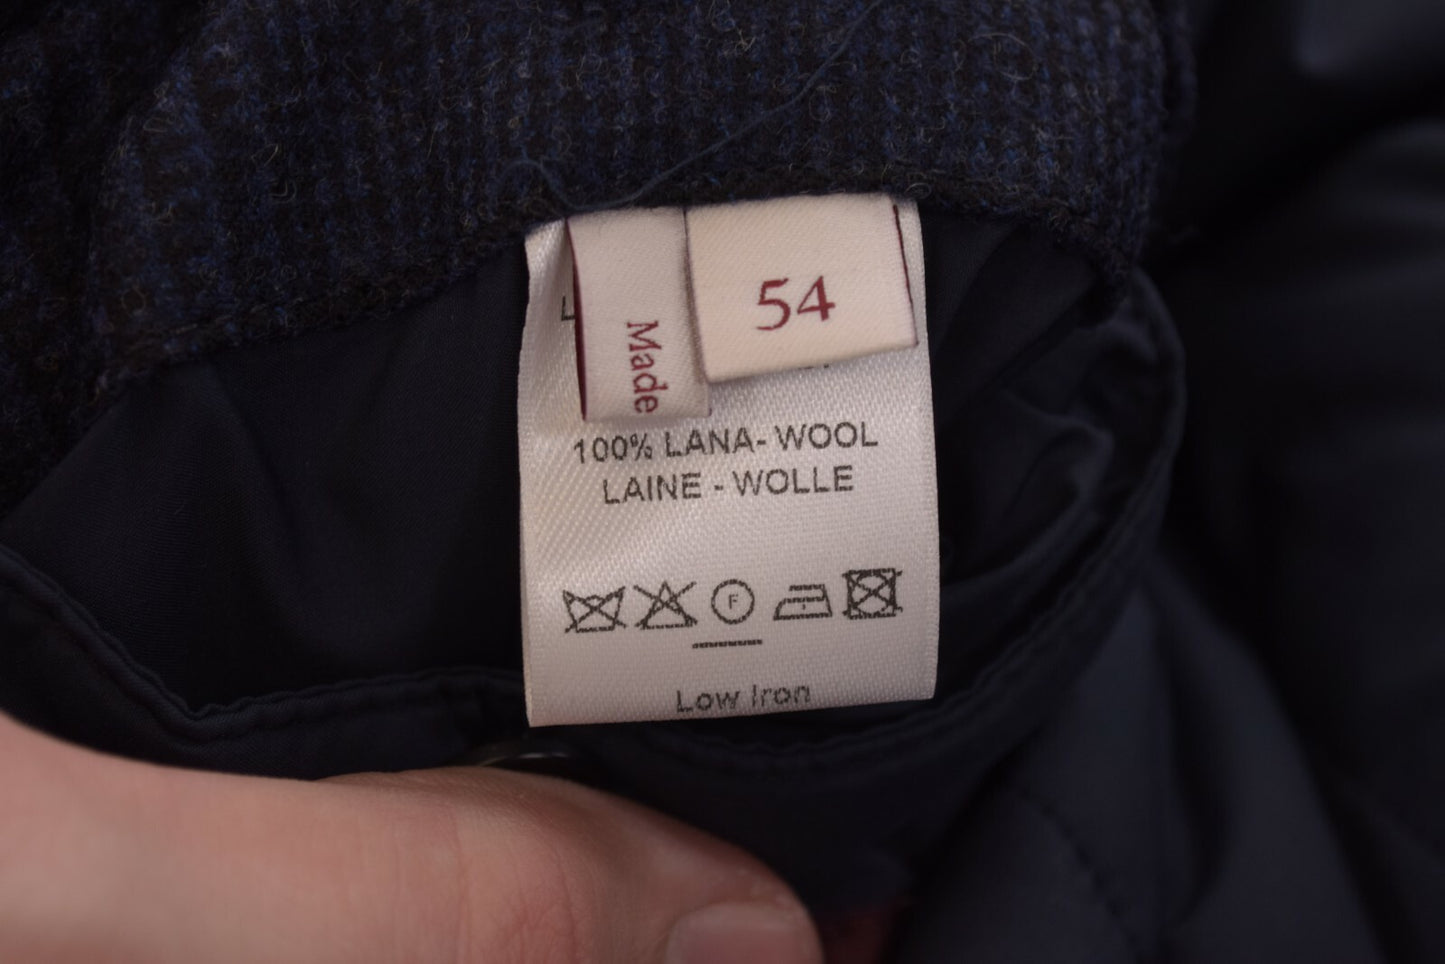 54
Made
100% LANA- WOOL
LAINE - WOLLE
F
Low Iron